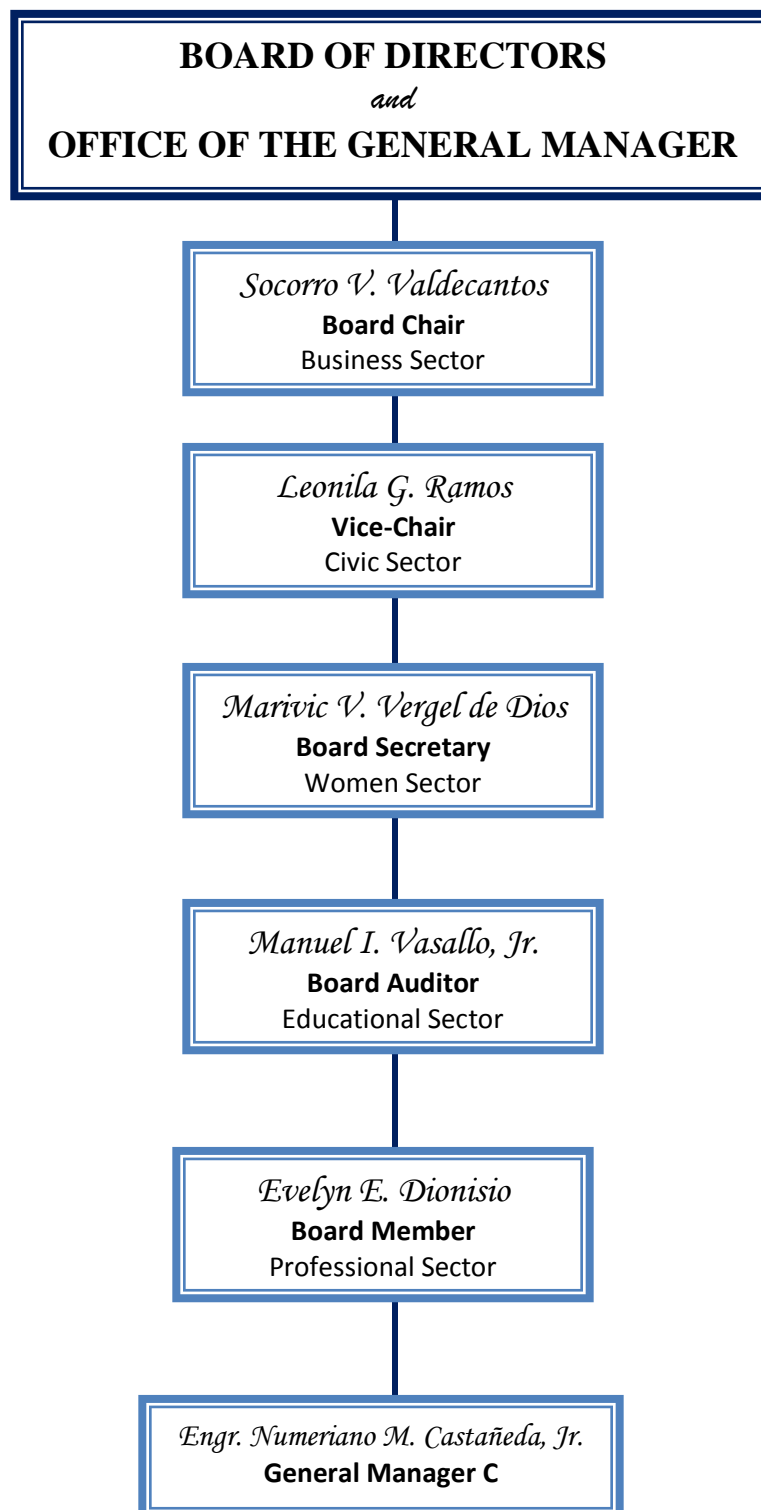 BOARD OF DIRECTORS
and
OFFICE OF THE GENERAL MANAGER
Socorro V. Valdecantos
Board Chair
Business Sector
Leonila G. Ramos
Vice-Chair
Civic Sector
Marivic V. Vergel de Dios
Board Secretary
Women Sector
Manuel I. Vasallo, Jr.
Board Auditor
Educational Sector
Evelyn E. Dionisio
Board Member
Professional Sector
Engr. Numeriano M. Castañeda, Jr.
General Manager C